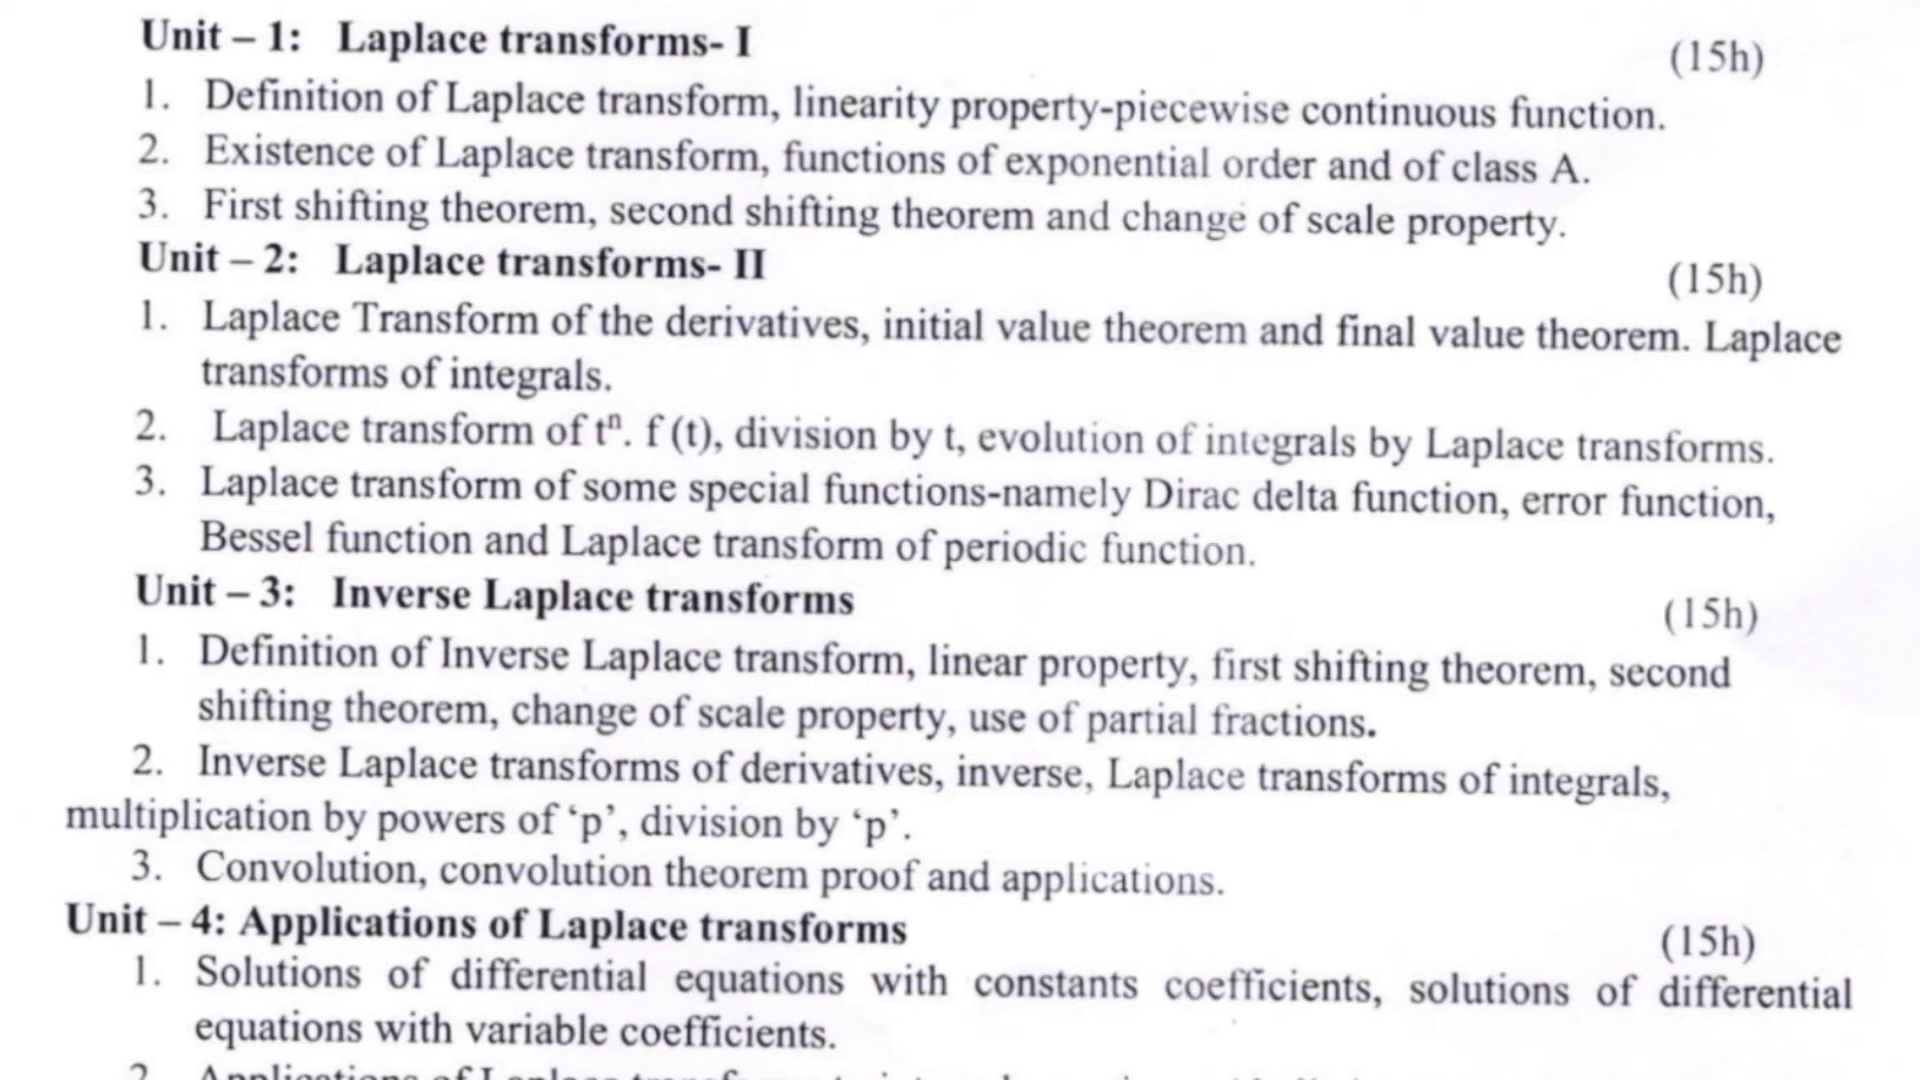 Unit – 1: Laplace transforms- I (15h)
1. Definition of Laplace transform, linearity property-piecewise continuous function.
2. Existence of Laplace transform, functions of exponential order and of class A.
3. First shifting theorem, second shifting theorem and change of scale property.
Unit – 2: Laplace transforms- II (15h)
1. Laplace Transform of the derivatives, initial value theorem and final value theorem. Laplace
transforms of integrals.
2. Laplace transform of tⁿ. f (t), division by t, evolution of integrals by Laplace transforms.
3. Laplace transform of some special functions-namely Dirac delta function, error function,
Bessel function and Laplace transform of periodic function.
Unit – 3: Inverse Laplace transforms (15h)
1. Definition of Inverse Laplace transform, linear property, first shifting theorem, second
shifting theorem, change of scale property, use of partial fractions.
2. Inverse Laplace transforms of derivatives, inverse, Laplace transforms of integrals,
multiplication by powers of ‘p’, division by ‘p’.
3. Convolution, convolution theorem proof and applications.
Unit – 4: Applications of Laplace transforms (15h)
1. Solutions of differential equations with constants coefficients, solutions of differential
equations with variable coefficients.
2. Applications of Laplace